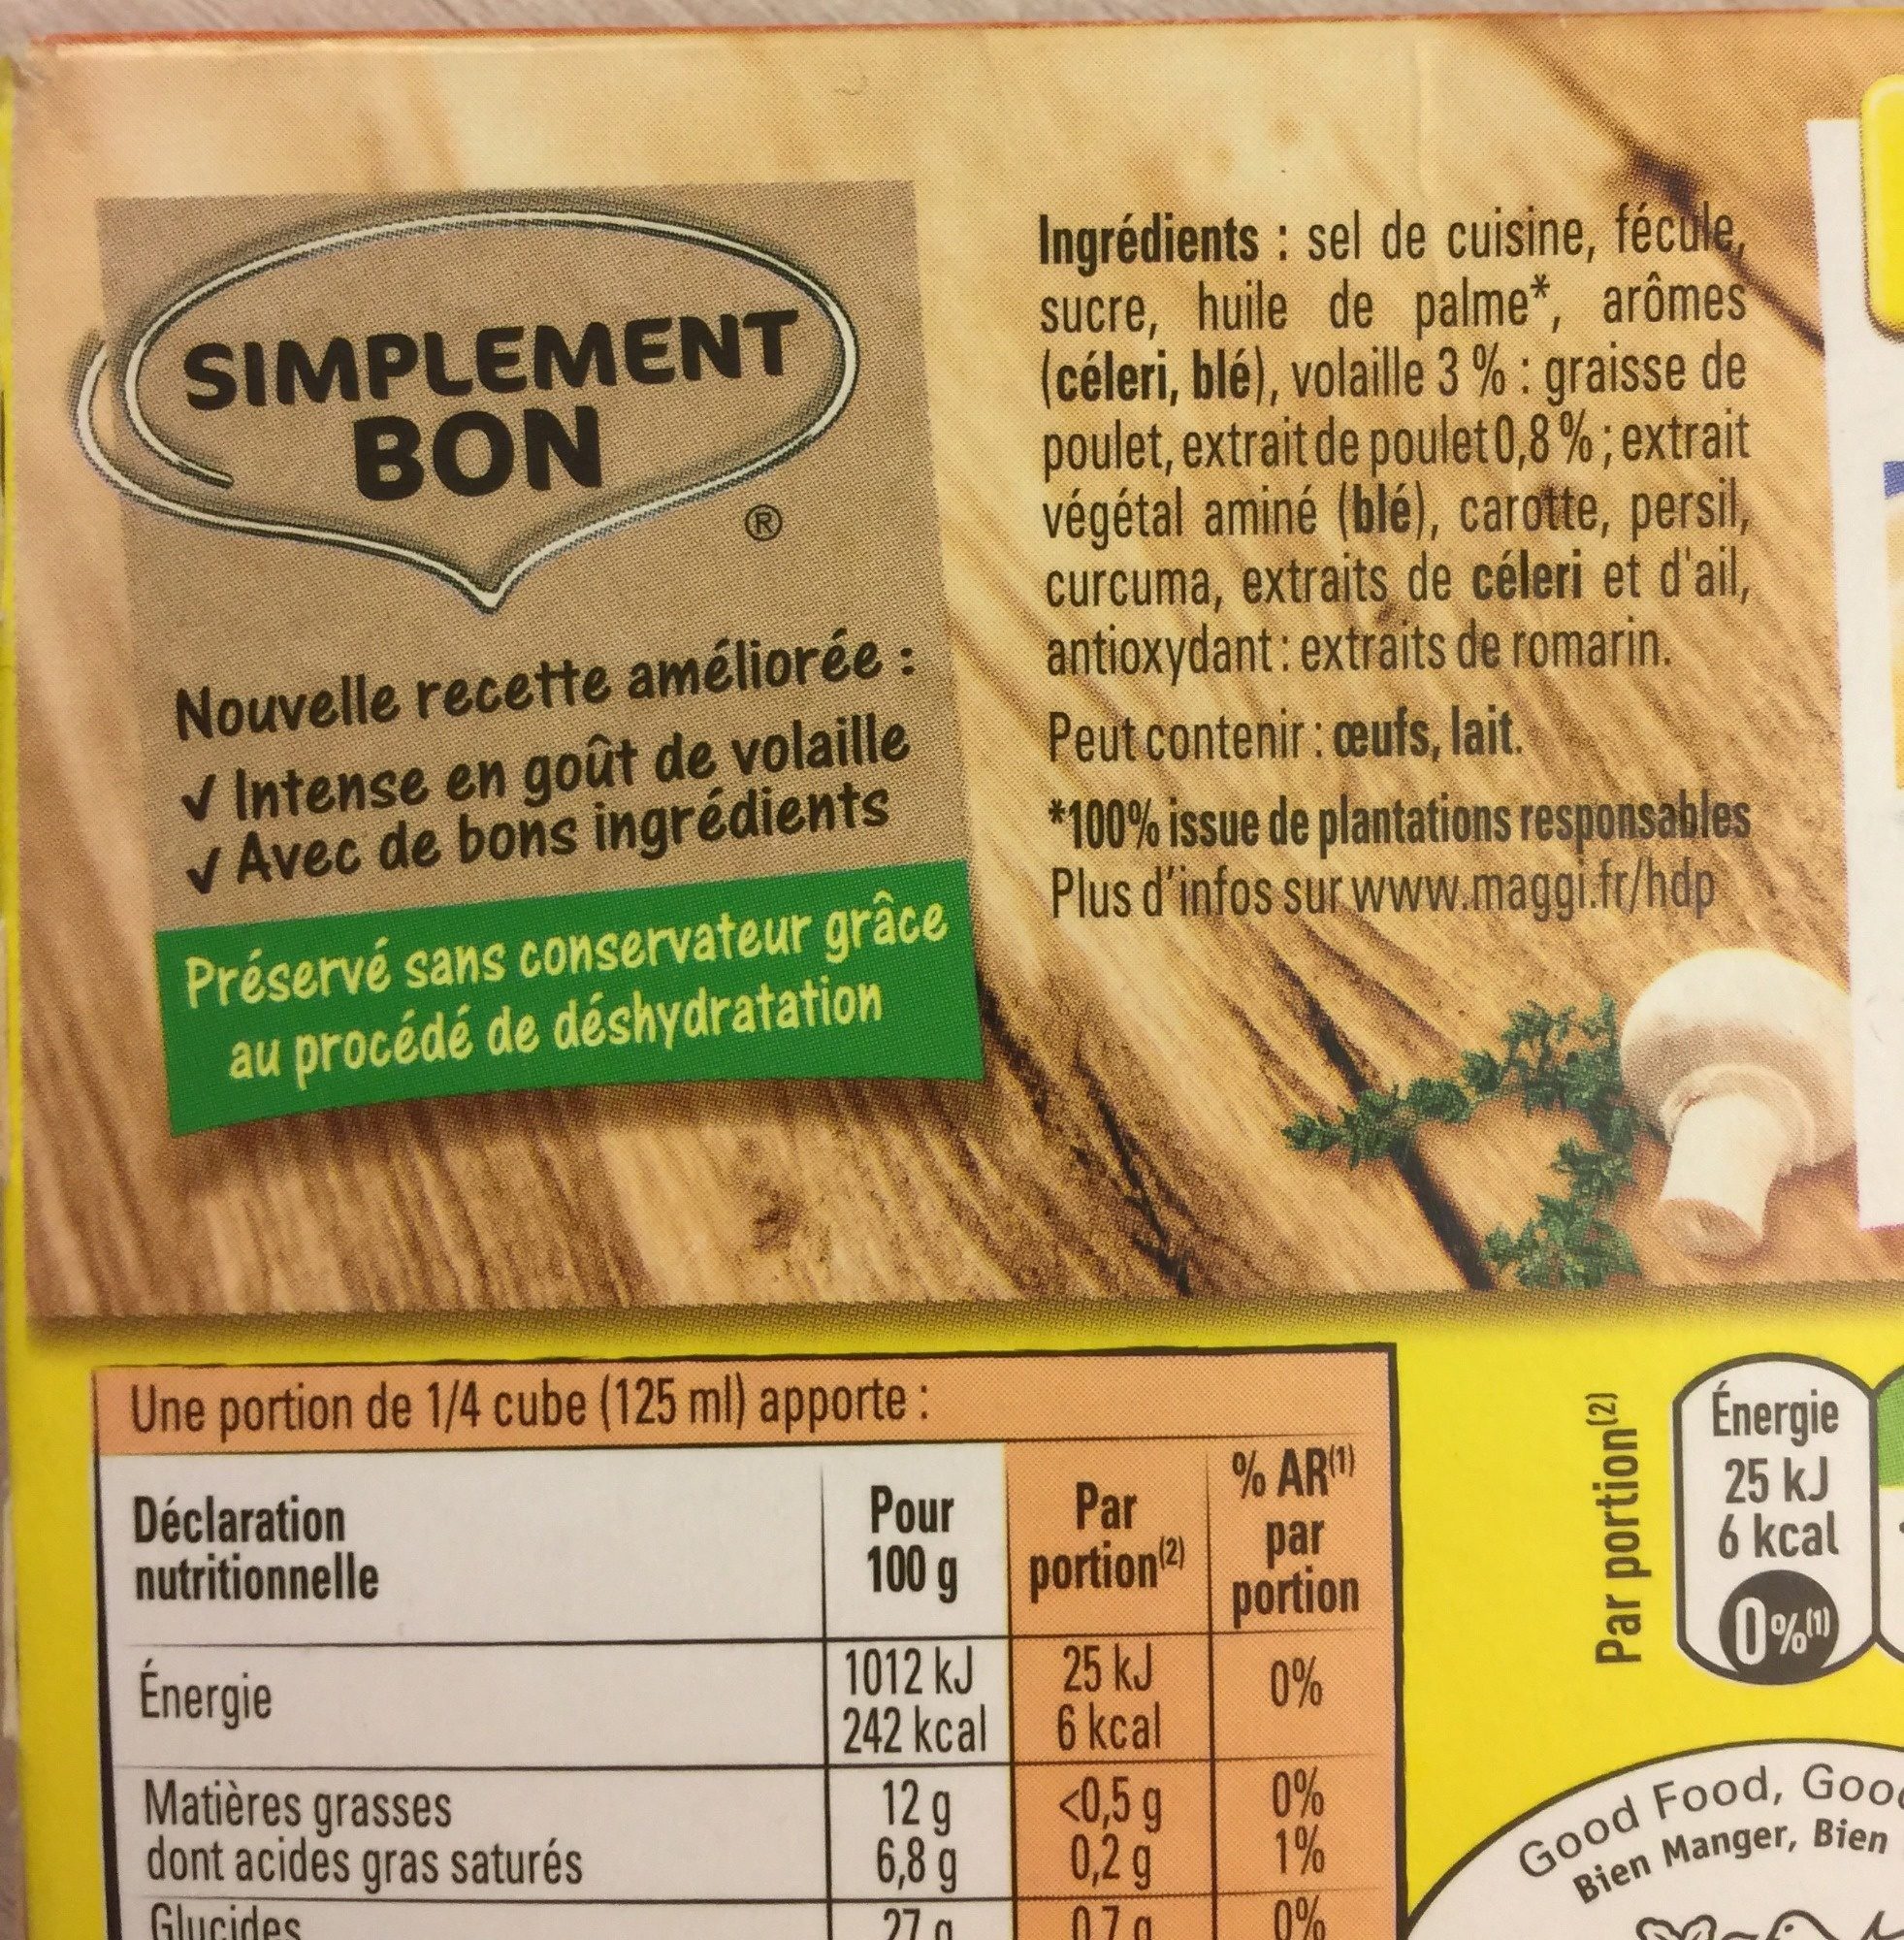 SIMPLEMENT
BON
®
Nouvelle recette améliorée :
✓ Intense en goût de volaille
✓ Avec de bons ingrédients
Préservé sans conservateur grâce
au procédé de déshydratation
Ingrédients : sel de cuisine, fécule,
sucre, huile de palme*, arômes
(céleri, blé), volaille 3 % : graisse de
poulet, extrait de poulet 0,8 % ; extrait
végétal aminé (blé), carotte, persil,
curcuma, extraits de céleri et d'ail,
antioxydant : extraits de romarin.
Peut contenir : œufs, lait.
*100% issue de plantations responsables
Plus d'infos sur www.maggi.fr/hdp
Une portion de 1/4 cube (125 ml) apporte :
Déclaration nutritionnelle Pour 100 g Par portion(2) % AR(1) par portion
Énergie 1012 kJ 25 kJ 0%
242 kcal 6 kcal
Matières grasses 12 g <0,5 g 0%
dont acides gras saturés 6,8 g 0,2 g 1%
Glucides 27 g 0,7 g 0%
Par portion(2)
Énergie
25 kJ
6 kcal
0%(1)
Good Food, Goo
Bien Manger, Bien